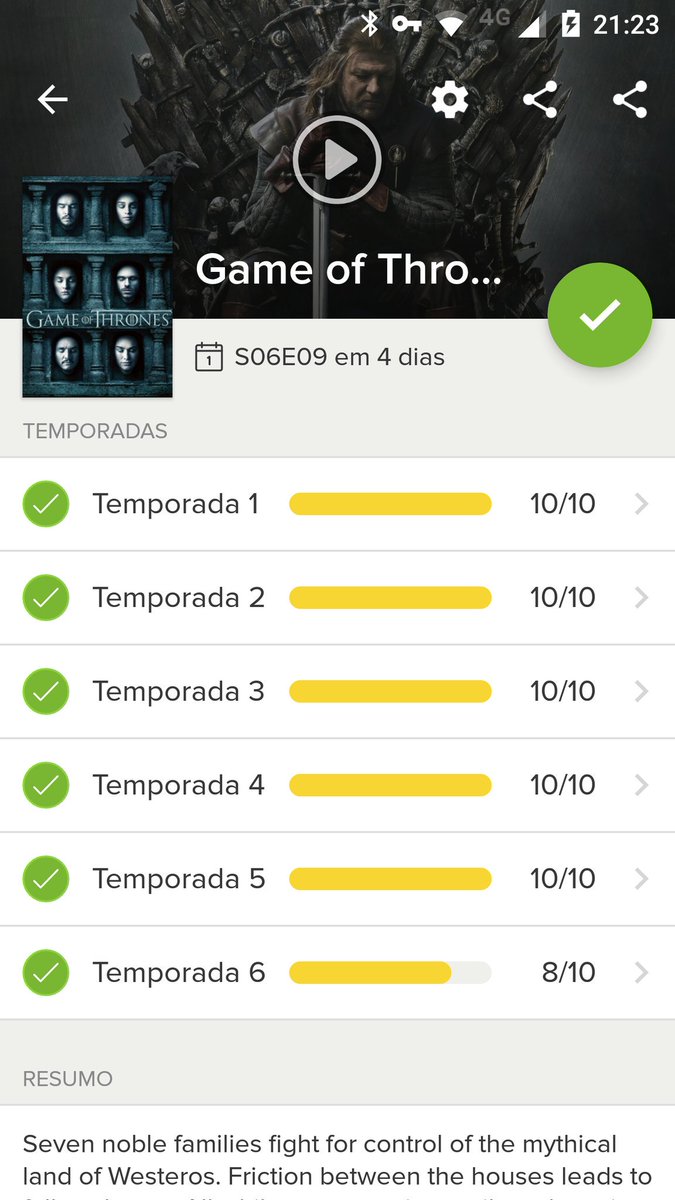 4G 21:23
Game of Thro...
GAME OF THRONES
1 S06E09 em 4 dias
TEMPORADAS
Temporada 1 10/10
Temporada 2 10/10
Temporada 3 10/10
Temporada 4 10/10
Temporada 5 10/10
Temporada 6 8/10
RESUMO
Seven noble families fight for control of the mythical
land of Westeros. Friction between the houses leads to